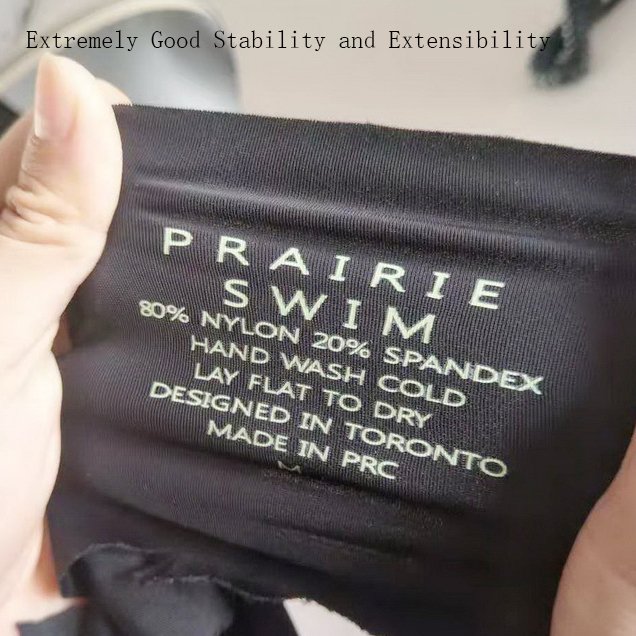 Extremely Good Stability and Extensibility
PRAIRIE
SWIM
80% NYLON 20% SPANDEX
HAND WASH COLD
LAY FLAT TO DRY
DESIGNED IN TORONTO
MADE IN PRC
M